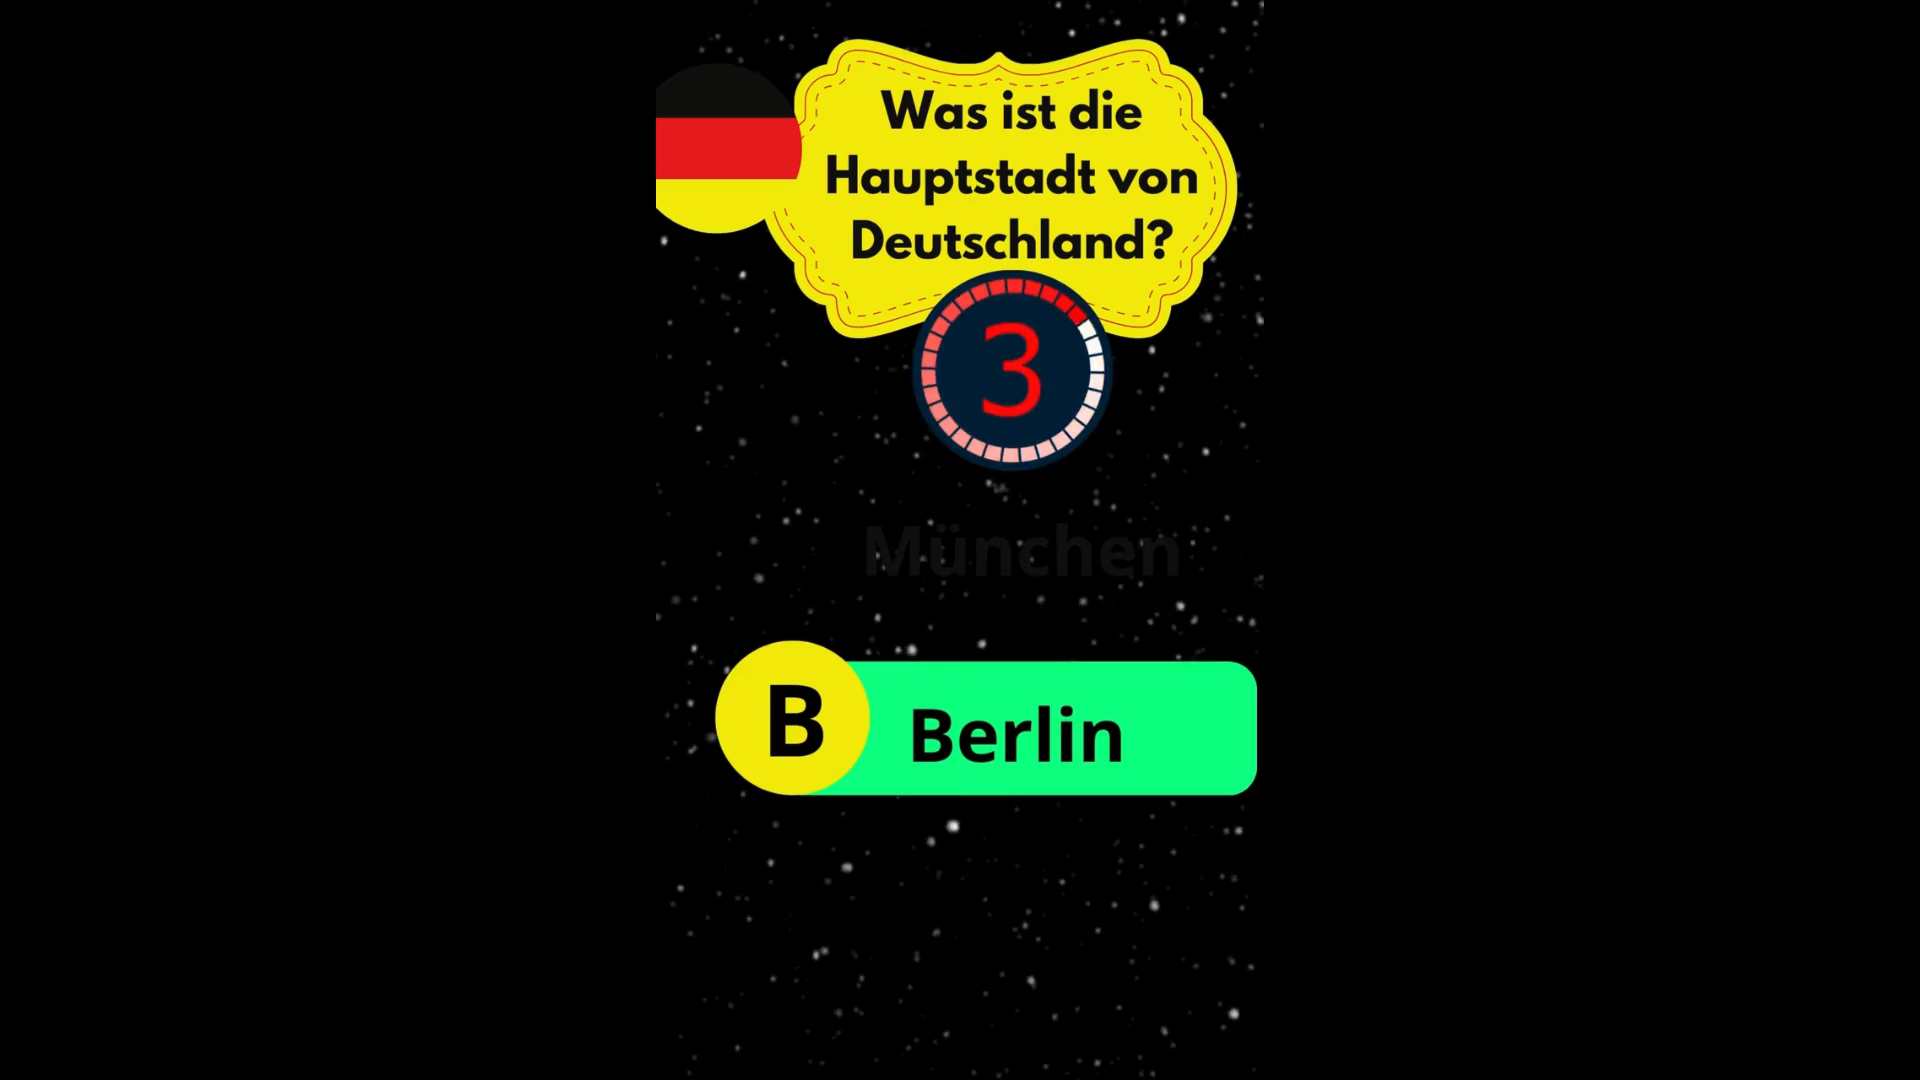 Was ist die
Hauptstadt von
Deutschland?
3
München
B Berlin